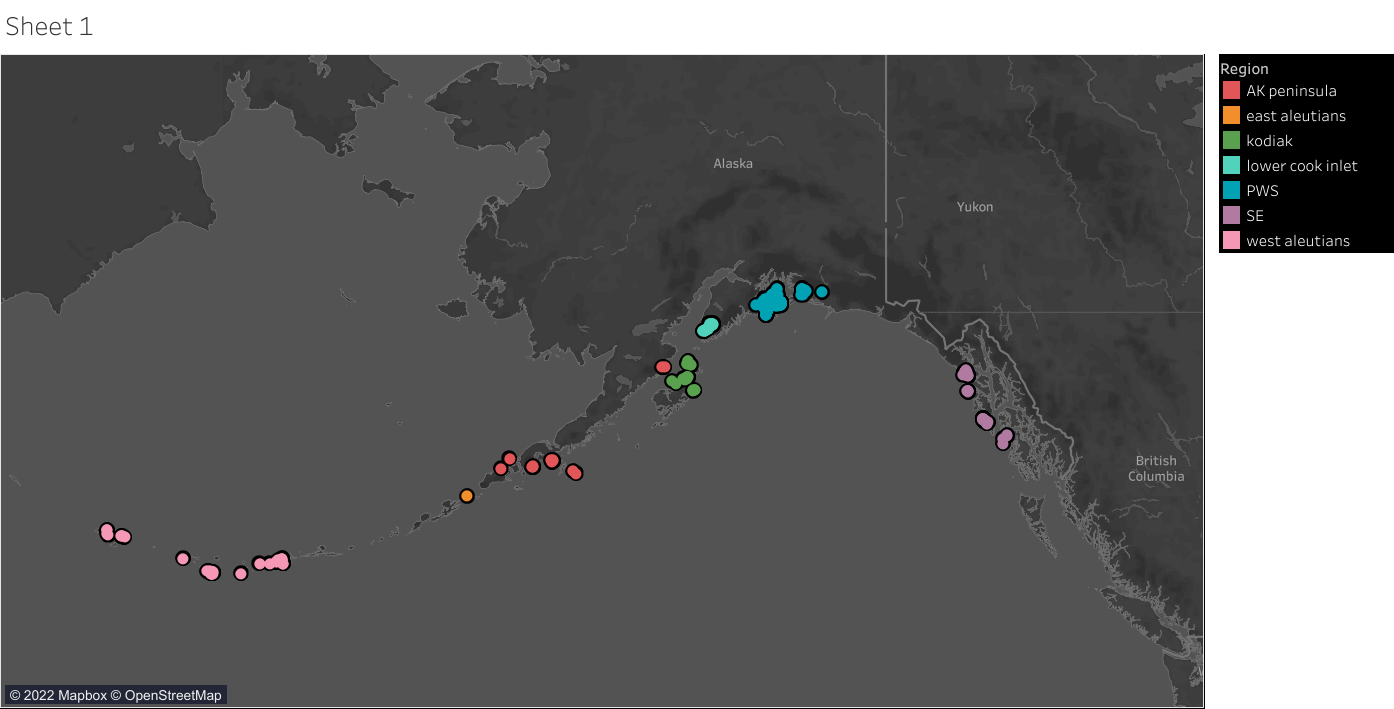 Sheet 1
Region
AK peninsula
east aleutians
kodiak
lower cook inlet
PWS
SE
west aleutians
Alaska
Yukon
British
Columbia
© 2022 Mapbox © OpenStreetMap